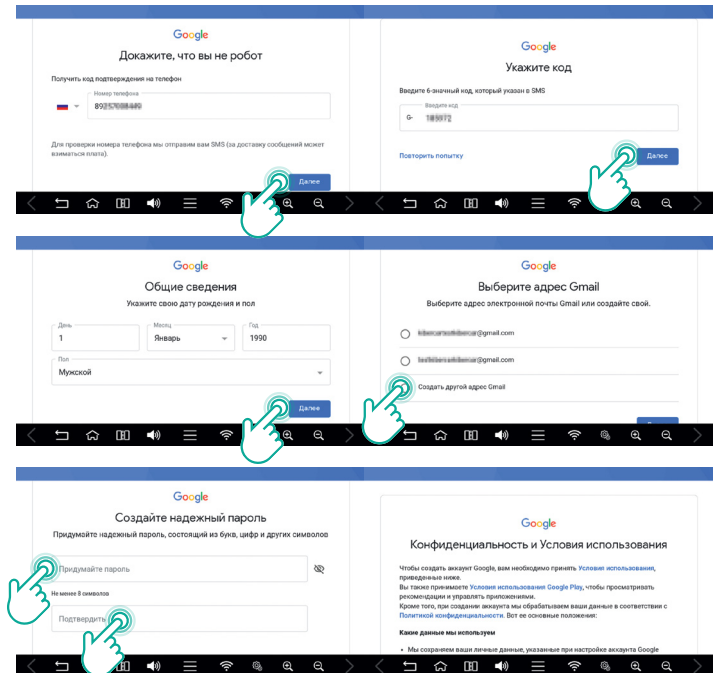 Google
Докажите, что вы не робот
Получить код подтверждения на телефон
Номер телефона
Для проверки номера телефона мы отправим вам SMS (за доставку сообщений может
взиматься плата).
Далее
Google
Укажите код
Введите 6-значный код, который указан в SMS
Введите код
G-
Повторить попытку
Далее
Google
Общие сведения
Укажите свою дату рождения и пол
День
Месяц
Год
1
Январь
1990
Пол
Мужской
Далее
Google
Выберите адрес Gmail
Выберите адрес электронной почты Gmail или создайте свой.
@gmail.com
@gmail.com
Создать другой адрес Gmail
Google
Создайте надежный пароль
Придумайте надежный пароль, состоящий из букв, цифр и других символов
Придумайте пароль
Не менее 8 символов
Подтвердить
Google
Конфиденциальность и Условия использования
Чтобы создать аккаунт Google, вам необходимо принять Условия использования,
приведенные ниже.
Вы также принимаете Условия использования Google Play, чтобы просматривать
рекомендации и управлять приложениями.
Кроме того, при создании аккаунта мы обрабатываем ваши данные в соответствии с
Политикой конфиденциальности. Вот ее основные положения:
Какие данные мы используем
• Мы сохраняем ваши личные данные, указанные при настройке аккаунта Google